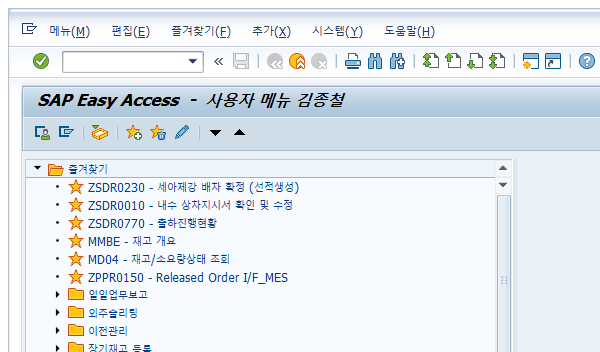 메뉴(M) 편집(E) 즐겨찾기(F) 추가(X) 시스템(Y) 도움말(H)
SAP Easy Access - 사용자 메뉴 김종철
즐겨찾기
ZSDR0230 - 세아제강 배차 확정 (선적생성)
ZSDR0010 - 내수 상차지시서 확인 및 수정
ZSDR0770 - 출하진행현황
MMBE - 재고 개요
MD04 - 재고/소요량상태 조회
ZPPR0150 - Released Order I/F_MES
일일업무보고
외주슬리팅
이전관리
장기재고 등록